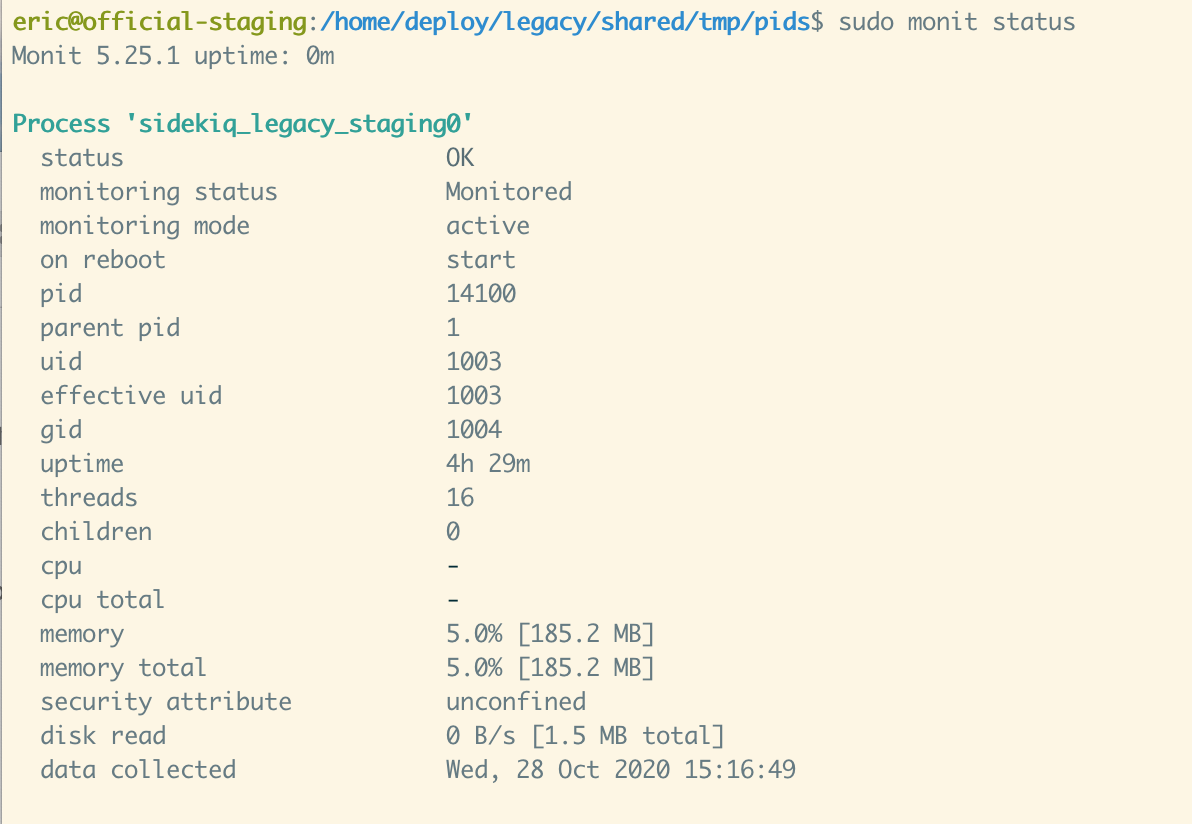 eric@official-staging:/home/deploy/legacy/shared/tmp/pids$ sudo monit status
Monit 5.25.1 uptime: 0m
Process 'sidekiq_legacy_staging0'
status OK
monitoring status Monitored
monitoring mode active
on reboot start
pid 14100
parent pid 1
uid 1003
effective uid 1003
gid 1004
uptime 4h 29m
threads 16
children 0
cpu -
cpu total -
memory 5.0% [185.2 MB]
memory total 5.0% [185.2 MB]
security attribute unconfined
disk read 0 B/s [1.5 MB total]
data collected Wed, 28 Oct 2020 15:16:49